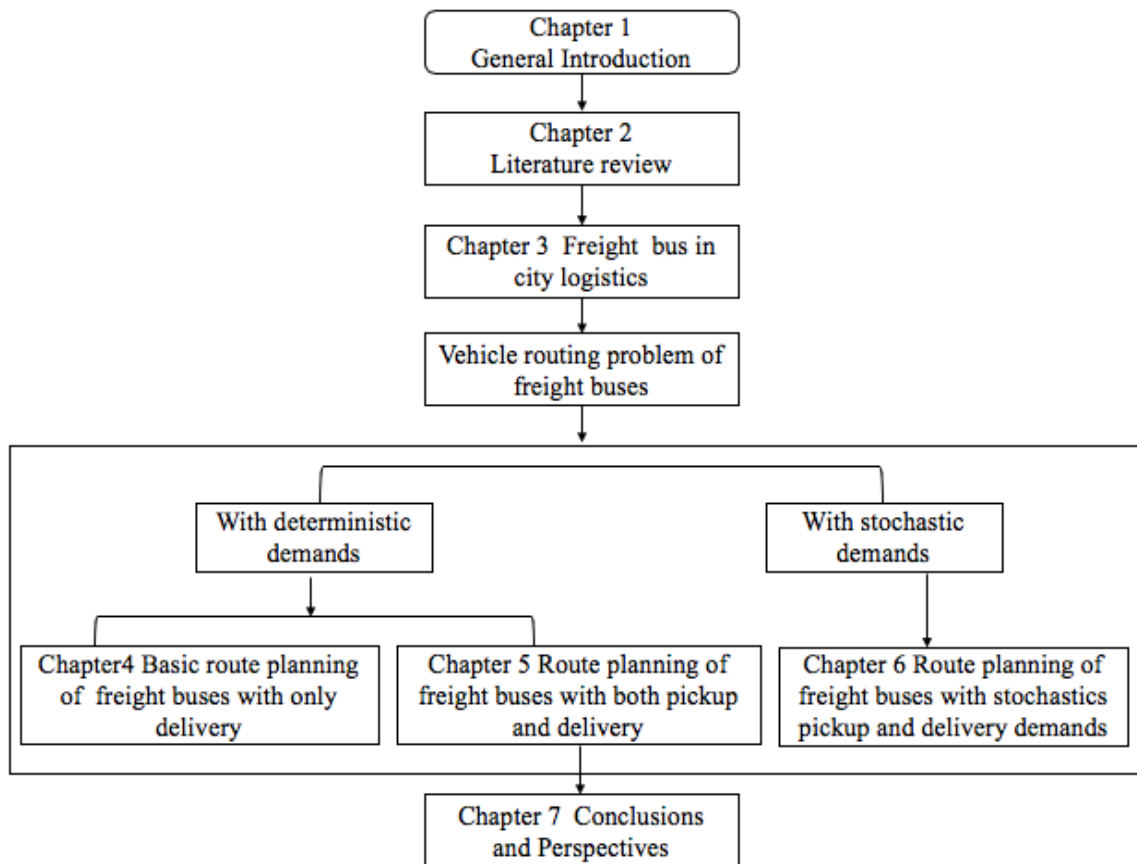 Chapter 1
General Introduction
Chapter 2
Literature review
Chapter 3 Freight bus in
city logistics
Vehicle routing problem of
freight buses
With deterministic
demands
With stochastic
demands
Chapter4 Basic route planning
of freight buses with only
delivery
Chapter 5 Route planning of
freight buses with both pickup
and delivery
Chapter 6 Route planning of
freight buses with stochastics
pickup and delivery demands
Chapter 7 Conclusions
and Perspectives